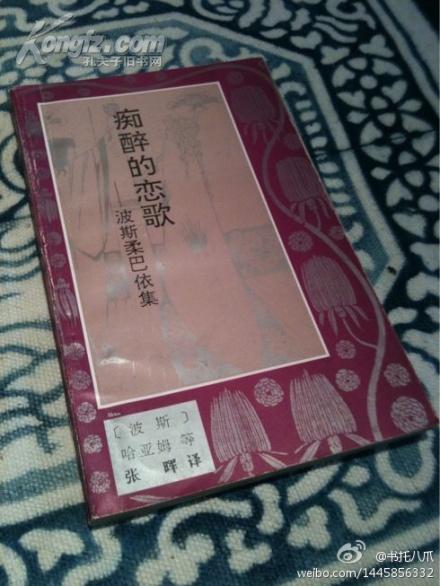 Kongfz.com
孔夫子旧书网
痴醉的恋歌
——波斯柔巴依集
〔波斯〕
哈亚姆 等
张晖 译
@书托八爪
weibo.com/1445856332